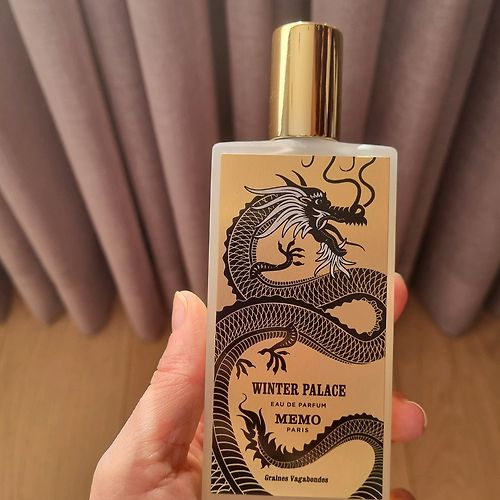 WINTER PALACE
EAU DE PARFUM
MEMO
PARIS
Graines Vagabondes